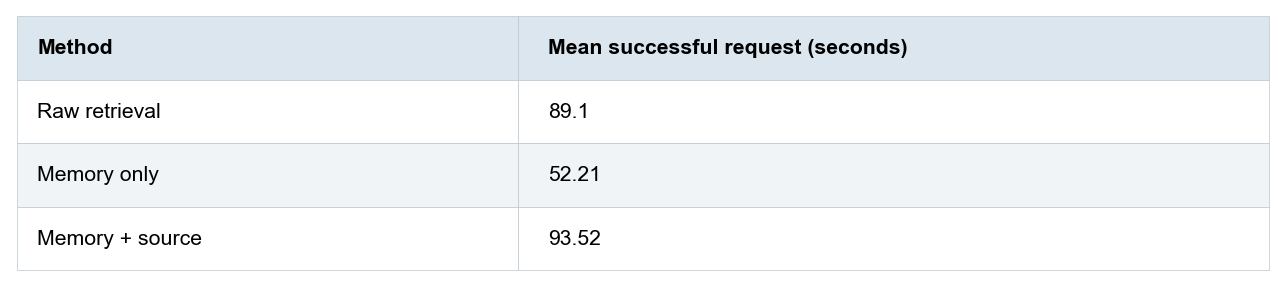 Method Mean successful request (seconds)
Raw retrieval 89.1
Memory only 52.21
Memory + source 93.52